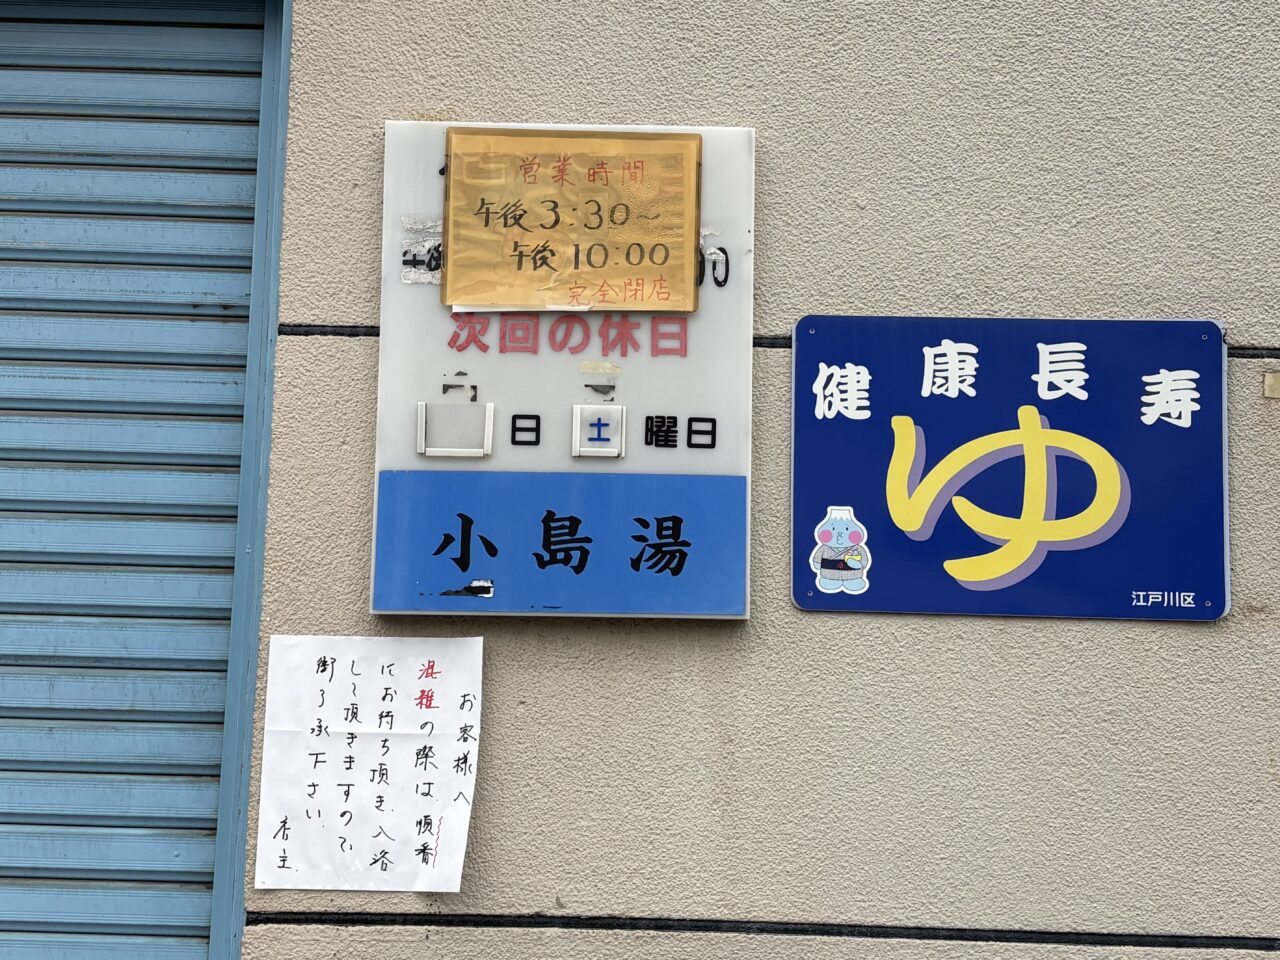 営業時間
午後3:30～
午後10:00
完全閉店
午後
次回の休日
日 土 曜日
小島湯
健康長寿
ゆ
江戸川区
お客様へ
混雑の際は、順番
にお待ち頂き、入浴
して頂きますので、
御了承下さい。
店主